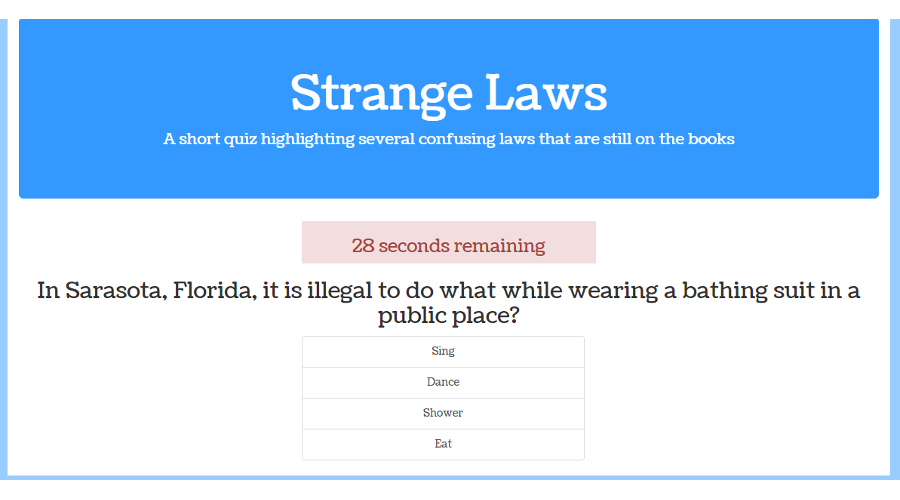 Strange Laws
A short quiz highlighting several confusing laws that are still on the books
28 seconds remaining
In Sarasota, Florida, it is illegal to do what while wearing a bathing suit in a
public place?
Sing
Dance
Shower
Eat